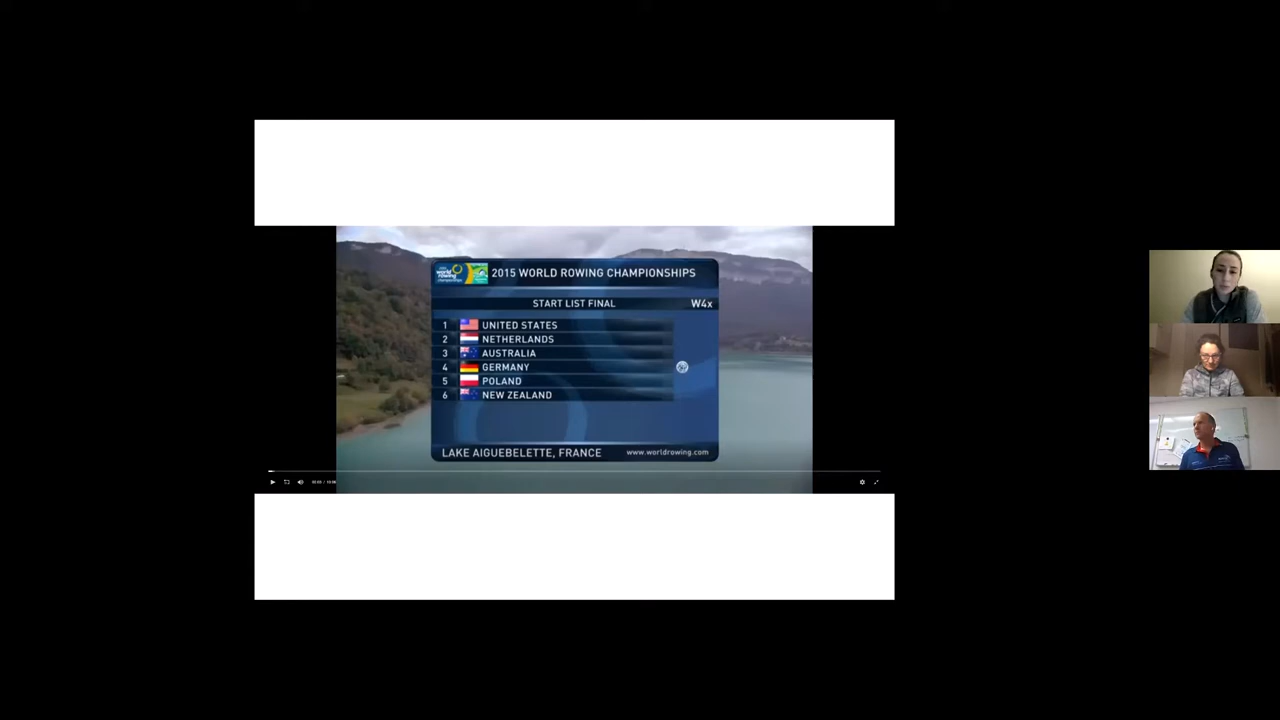 2015 WORLD ROWING CHAMPIONSHIPS
START LIST FINAL W4x
1 UNITED STATES
2 NETHERLANDS
3 AUSTRALIA
4 GERMANY
5 POLAND
6 NEW ZEALAND
LAKE AIGUEBELETTE, FRANCE www.worldrowing.com